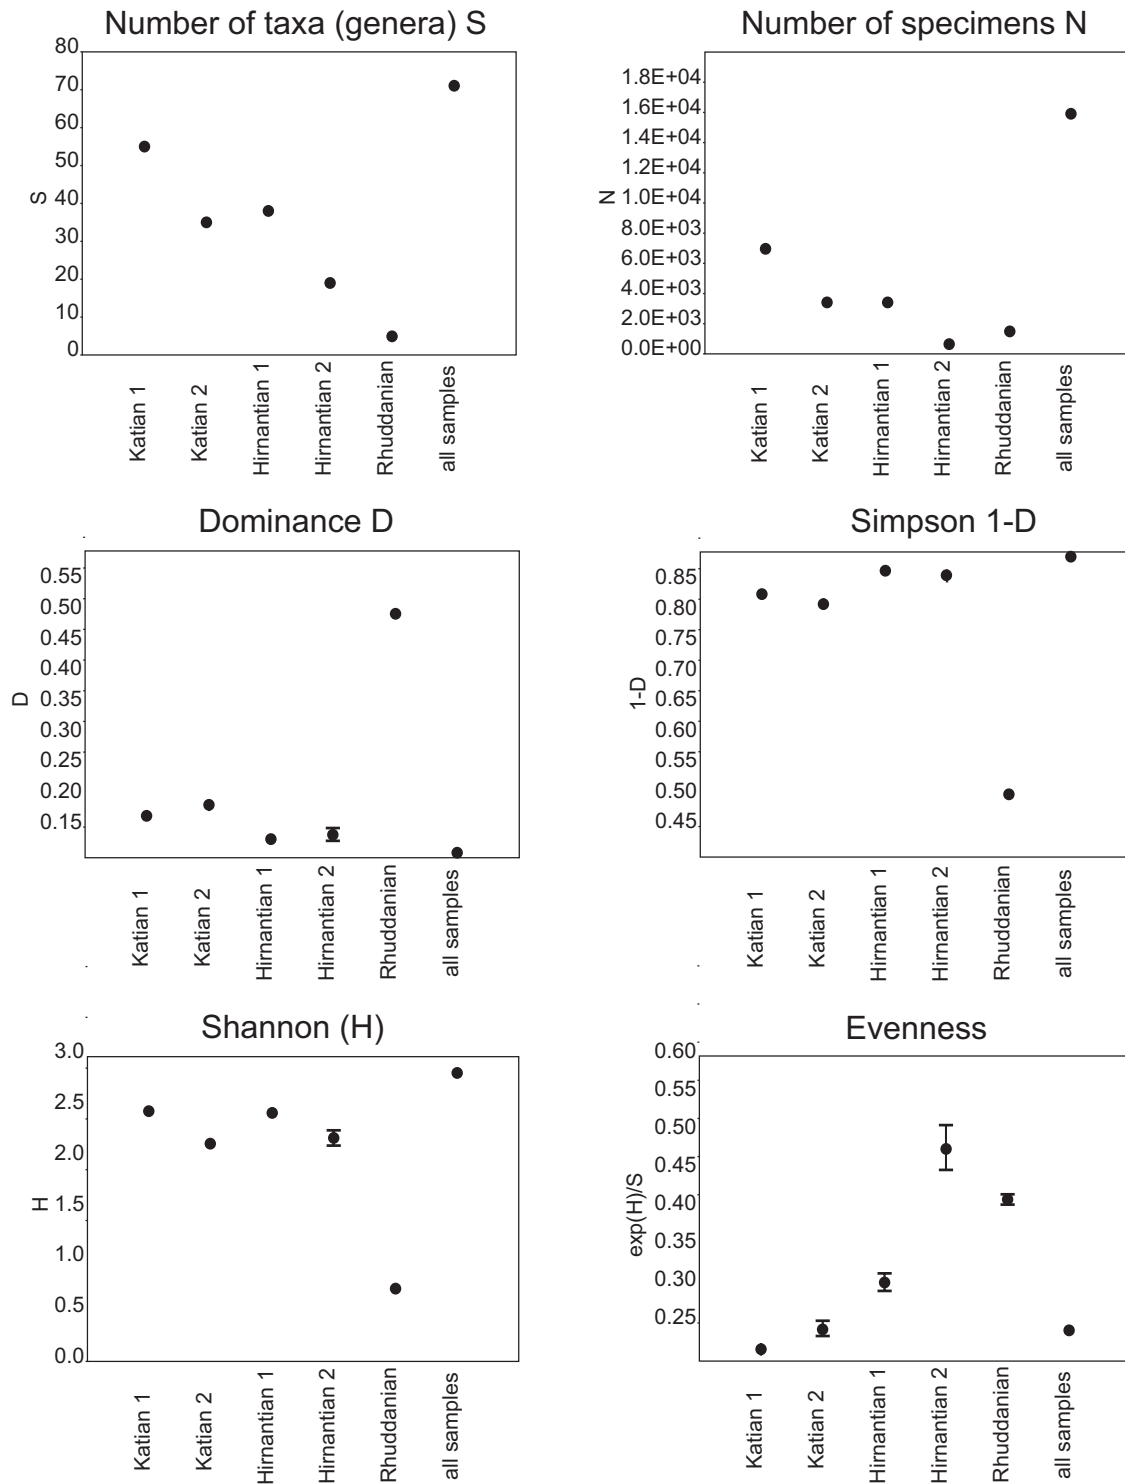 Number of taxa (genera) S
80
70
60
50
40
30
20
10
0
S
Katian 1
Katian 2
Hirnantian 1
Hirnantian 2
Rhuddanian
all samples
Number of specimens N
1.8E+04
1.6E+04
1.4E+04
1.2E+04
1.0E+04
8.0E+03
6.0E+03
4.0E+03
2.0E+03
0.0E+00
N
Katian 1
Katian 2
Hirnantian 1
Hirnantian 2
Rhuddanian
all samples
Dominance D
0.55
0.50
0.45
0.40
0.35
0.30
0.25
0.20
0.15
D
Katian 1
Katian 2
Hirnantian 1
Hirnantian 2
Rhuddanian
all samples
Simpson 1-D
0.85
0.80
0.75
0.70
0.65
0.60
0.55
0.50
0.45
1-D
Katian 1
Katian 2
Hirnantian 1
Hirnantian 2
Rhuddanian
all samples
Shannon (H)
3.0
2.5
2.0
1.5
1.0
0.5
0.0
H
Katian 1
Katian 2
Hirnantian 1
Hirnantian 2
Rhuddanian
all samples
Evenness
0.60
0.55
0.50
0.45
0.40
0.35
0.30
0.25
exp(H)/S
Katian 1
Katian 2
Hirnantian 1
Hirnantian 2
Rhuddanian
all samples